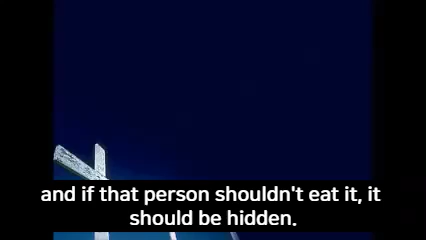 and if that person shouldn't eat it, it
should be hidden.